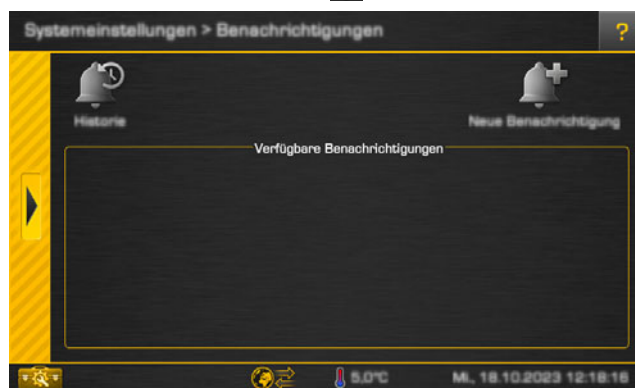 Systemeinstellungen > Benachrichtigungen
?
Historie
Neue Benachrichtigung
Verfügbare Benachrichtigungen
5,0°C
Mi., 18.10.2023 12:18:16